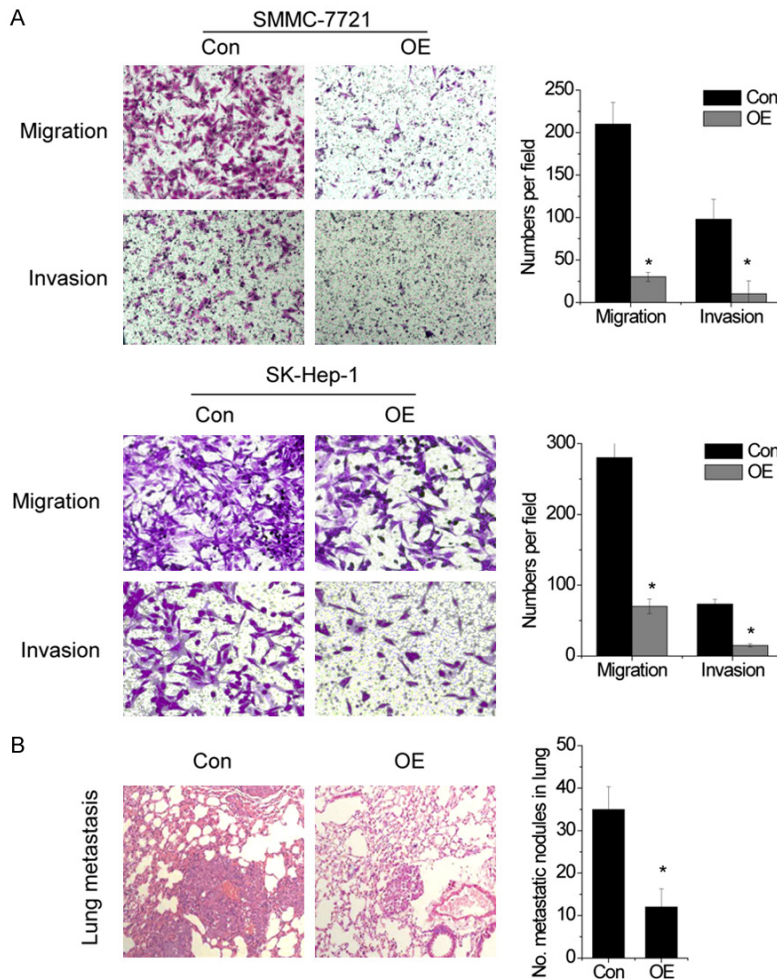 A
SMMC-7721
Con OE
Migration
Invasion
Numbers per field
250
200
150
100
50
0
Con
OE
* *
Migration Invasion
SK-Hep-1
Con OE
Migration
Invasion
Numbers per field
300
200
100
0
Con
OE
*
*
Migration Invasion
B
Con OE
Lung metastasis
No. metastatic nodules in lung
50
40
30
20
10
0
*
Con OE